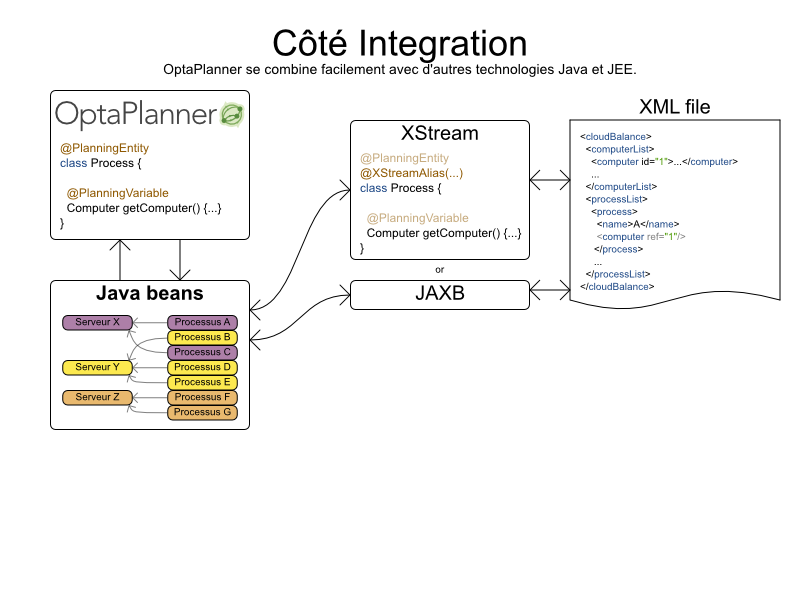 Côté Integration
OptaPlanner se combine facilement avec d'autres technologies Java et JEE.
OptaPlanner
@PlanningEntity
class Process {
@PlanningVariable
Computer getComputer() {...}
}
Java beans
Serveur X
Serveur Y
Serveur Z
Processus A
Processus B
Processus C
Processus D
Processus E
Processus F
Processus G
XStream
@PlanningEntity
@XStreamAlias(...)
class Process {
@PlanningVariable
Computer getComputer() {...}
}
or
JAXB
XML file
<cloudBalance>
<computerList>
<computer id="1">...</computer>
...
</computerList>
<processList>
<process>
<name>A</name>
<computer ref="1"/>
</process>
...
</processList>
</cloudBalance>